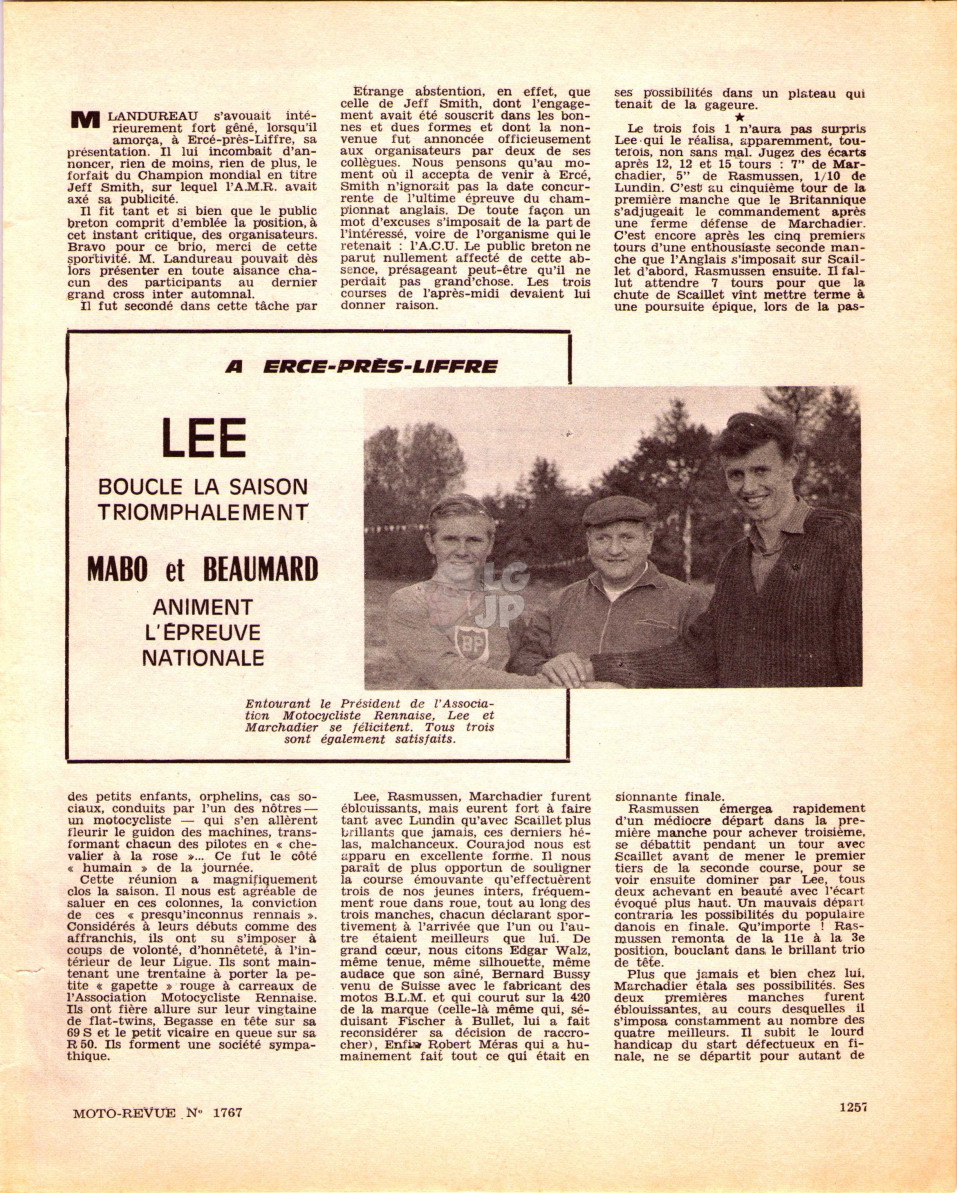 M LANDUREAU s'avouait inté-
rieurement fort gêné, lorsqu'il
amorça, à Ercé-près-Liffre, sa
présentation. Il lui incombait d'an-
noncer, rien de moins, rien de plus, le
forfait du Champion mondial en titre
Jeff Smith, sur lequel l'A.M.R. avait
axé sa publicité.
Il fit tant et si bien que le public
breton comprit d'emblée la position, à
cet instant critique, des organisateurs.
Bravo pour ce brio, merci de cette
sportivité. M. Landureau pouvait dès
lors présenter en toute aisance cha-
cun des participants au dernier
grand cross inter automnal.
Il fut secondé dans cette tâche par
Etrange abstention, en effet, que
celle de Jeff Smith, dont l'engage-
ment avait été souscrit dans les bon-
nes et dues formes et dont la non-
venue fut annoncée officieusement
aux organisateurs par deux de ses
collègues. Nous pensons qu'au mo-
ment où il accepta de venir à Ercé,
Smith n'ignorait pas la date concur-
rente de l'ultime épreuve du cham-
pionnat anglais. De toute façon un
mot d'excuses s'imposait de la part de
l'intéressé, voire de l'organisme qui le
retenait : l'A.C.U. Le public breton ne
parut nullement affecté de cette ab-
sence, présageant peut-être qu'il ne
perdait pas grand'chose. Les trois
courses de l'après-midi devaient lui
donner raison.
ses possibilités dans un plateau qui
tenait de la gageure.
★
Le trois fois 1 n'aura pas surpris
Lee qui le réalisa, apparemment, tou-
tefois, non sans mal. Jugez des écarts
après 12, 12 et 15 tours : 7" de Mar-
chadier, 5" de Rasmussen, 1/10 de
Lundin. C'est au cinquième tour de la
première manche que le Britannique
s'adjugeait le commandement après
une ferme défense de Marchadier.
C'est encore après les cinq premiers
tours d'une enthousiaste seconde man-
che que l'Anglais s'imposait sur Scail-
let d'abord, Rasmussen ensuite. Il fal-
lut attendre 7 tours pour que la
chute de Scaillet vint mettre terme à
une poursuite épique, lors de la pas-
A ERCE-PRÈS-LIFFRE
LEE
BOUCLE LA SAISON
TRIOMPHALEMENT
MABO et BEAUMARD
ANIMENT
L'ÉPREUVE
NATIONALE
LG
JP
BP
Entourant le Président de l'Associa-
tion Motocycliste Rennaise, Lee et
Marchadier se félicitent. Tous trois
sont également satisfaits.
des petits enfants, orphelins, cas so-
ciaux, conduits par l'un des nôtres —
un motocycliste — qui s'en allèrent
fleurir le guidon des machines, trans-
formant chacun des pilotes en « che-
valier à la rose »... Ce fut le côté
« humain » de la journée.
Cette réunion a magnifiquement
clos la saison. Il nous est agréable de
saluer en ces colonnes, la conviction
de ces « presqu'inconnus rennais ».
Considérés à leurs débuts comme des
affranchis, ils ont su s'imposer à
coups de volonté, d'honnêteté, à l'in-
térieur de leur Ligue. Ils sont main-
tenant une trentaine à porter la pe-
tite « gapette » rouge à carreaux de
l'Association Motocycliste Rennaise.
Ils ont fière allure sur leur vingtaine
de flat-twins, Begasse en tête sur sa
69 S et le petit vicaire en queue sur sa
R 50. Ils forment une société sympa-
thique.
Lee, Rasmussen, Marchadier furent
éblouissants, mais eurent fort à faire
tant avec Lundin qu'avec Scaillet plus
brillants que jamais, ces derniers hé-
las, malchanceux. Courajod nous est
apparu en excellente forme. Il nous
paraît de plus opportun de souligner
la course émouvante qu'effectuèrent
trois de nos jeunes inters, fréquem-
ment roue dans roue, tout au long des
trois manches, chacun déclarant spor-
tivement à l'arrivée que l'un ou l'au-
tre étaient meilleurs que lui. De
grand cœur, nous citons Edgar Walz,
même tenue, même silhouette, même
audace que son aîné, Bernard Bussy
venu de Suisse avec le fabricant des
motos B.L.M. et qui courut sur la 420
de la marque (celle-là même qui, sé-
duisant Fischer à Bullet, lui a fait
reconsidérer sa décision de raccro-
cher), Enfin Robert Méras qui a hu-
mainement fait tout ce qui était en
sionnante finale.
Rasmussen émergea rapidement
d'un médiocre départ dans la pre-
mière manche pour achever troisième,
se débattit pendant un tour avec
Scaillet avant de mener le premier
tiers de la seconde course, pour se
voir ensuite dominer par Lee, tous
deux achevant en beauté avec l'écart
évoqué plus haut. Un mauvais départ
contraria les possibilités du populaire
danois en finale. Qu'importe ! Ras-
mussen remonta de la 11e à la 3e
position, bouclant dans le brillant trio
de tête.
Plus que jamais et bien chez lui,
Marchadier étala ses possibilités. Ses
deux premières manches furent
éblouissantes, au cours desquelles il
s'imposa constamment au nombre des
quatre meilleurs. Il subit le lourd
handicap du start défectueux en fi-
nale, ne se départit pour autant de
MOTO-REVUE N° 1767
1257